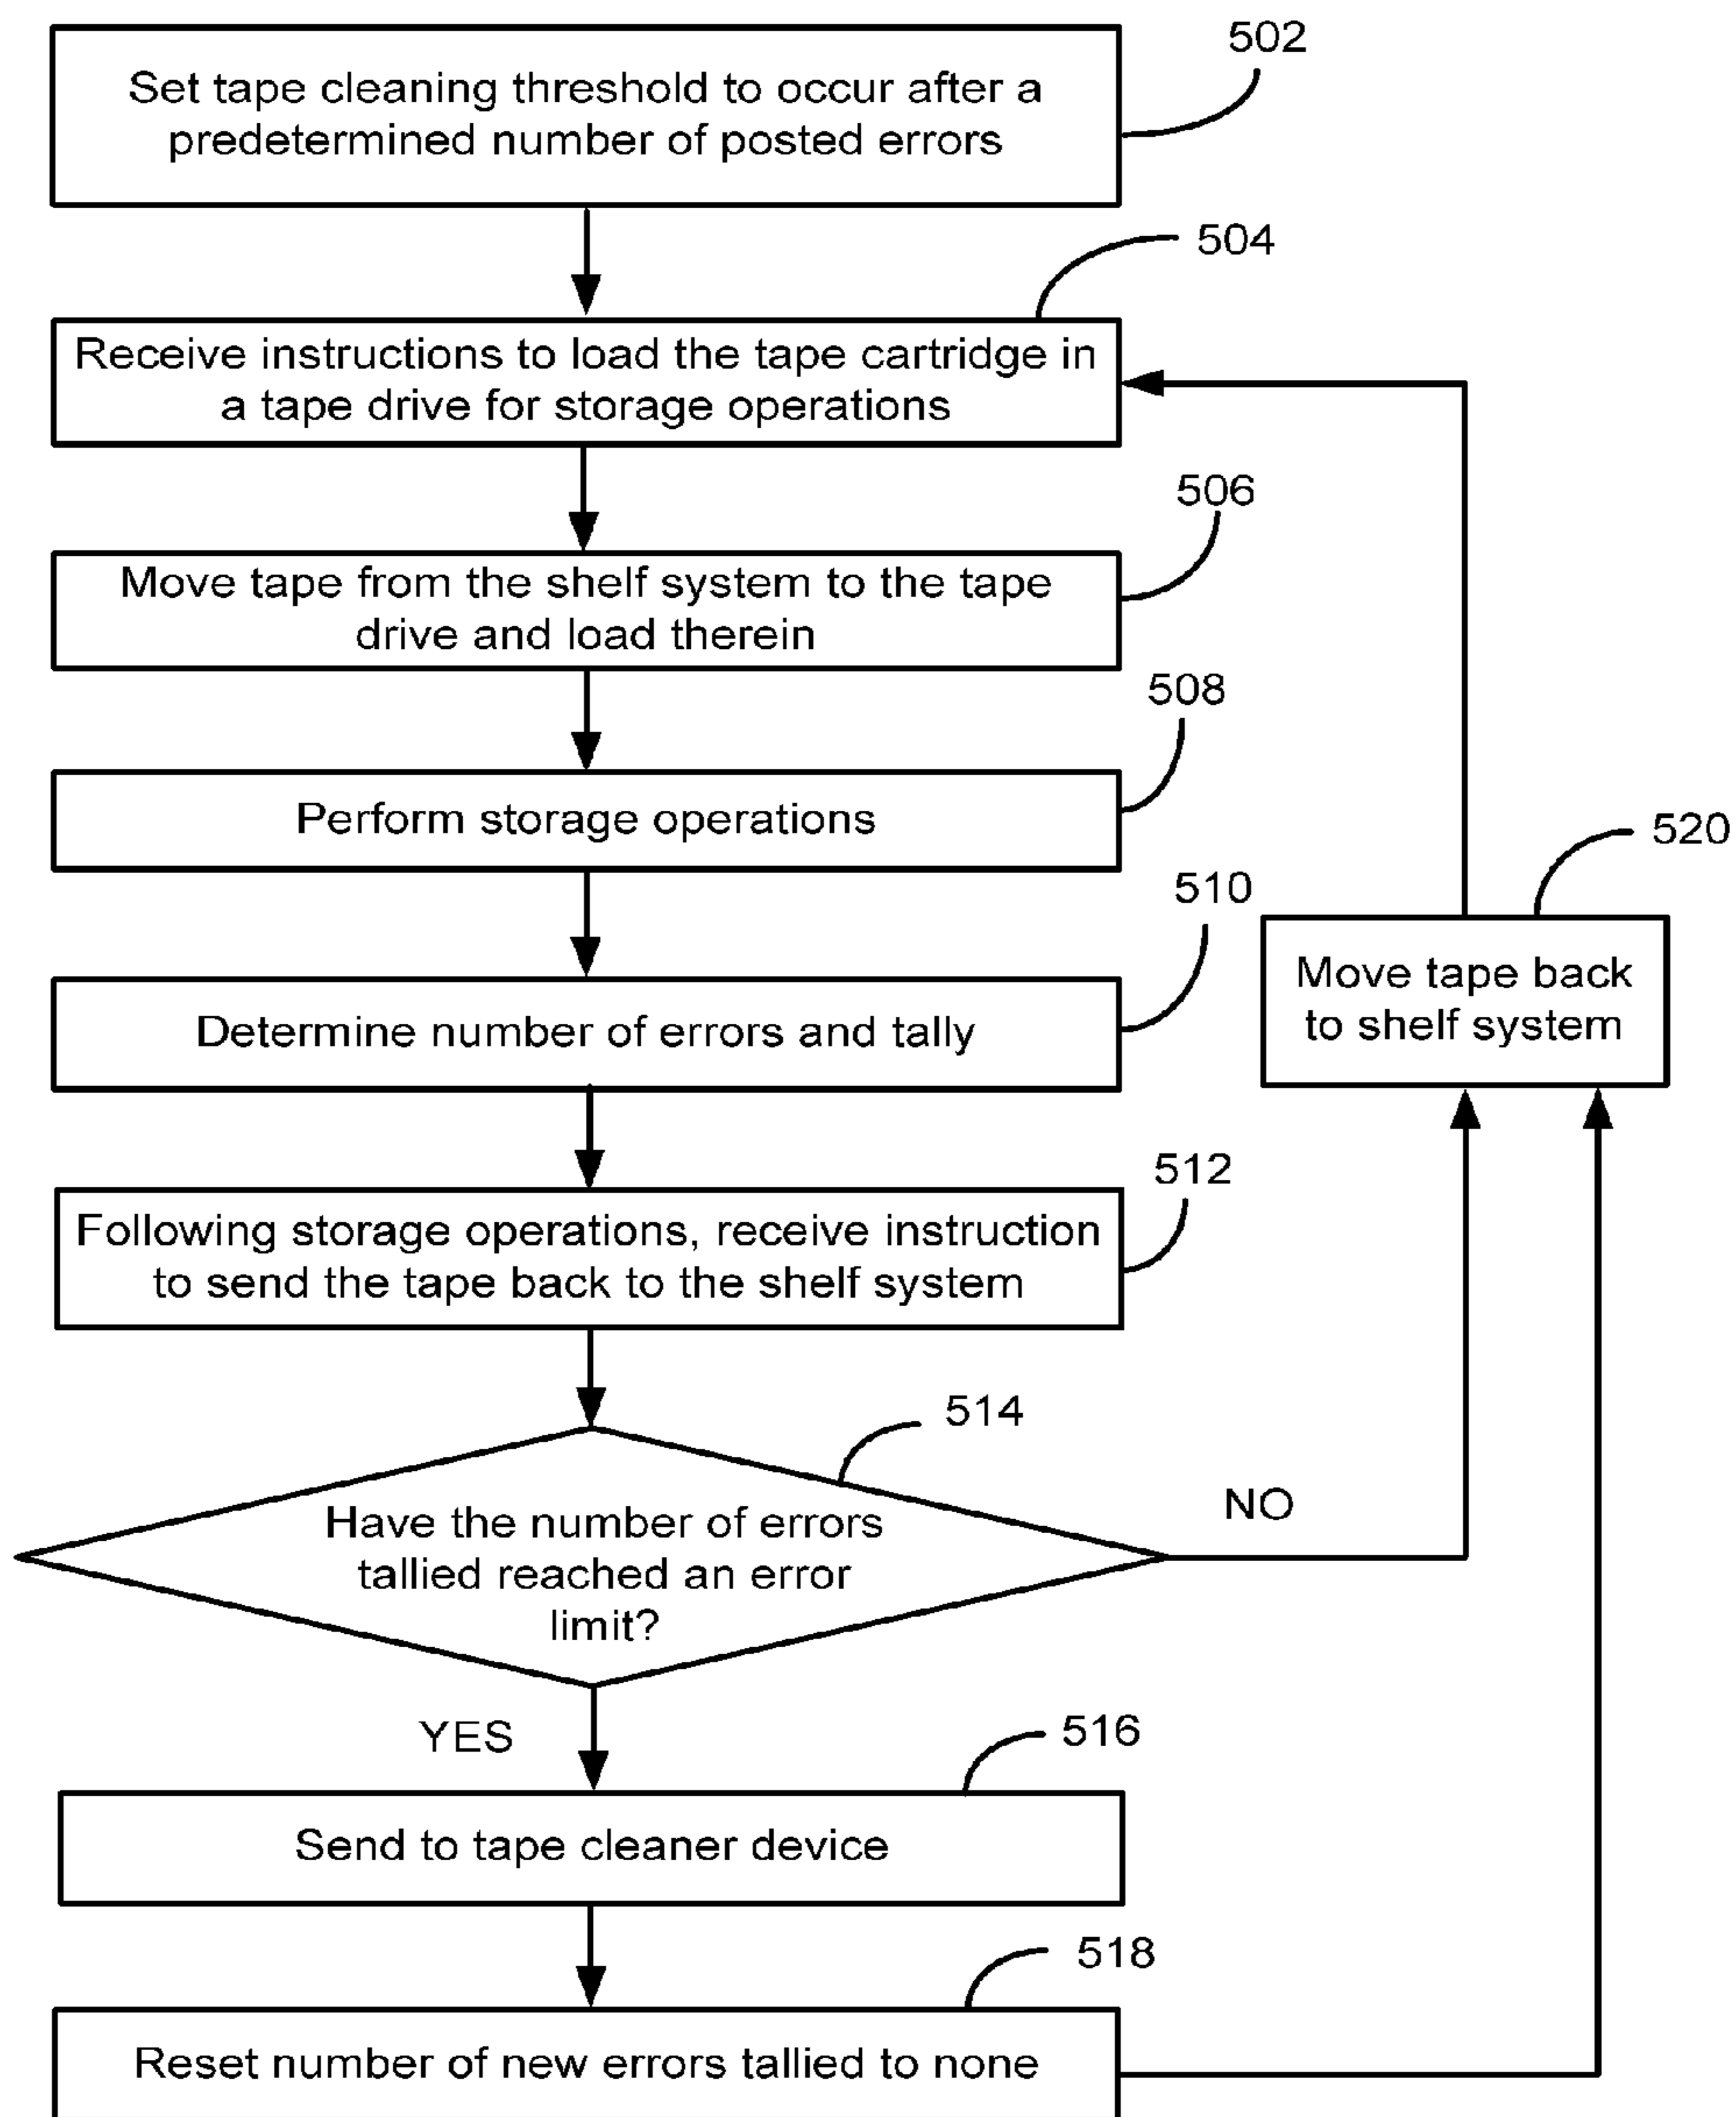 502
Set tape cleaning threshold to occur after a
predetermined number of posted errors
504
Receive instructions to load the tape cartridge in
a tape drive for storage operations
506
Move tape from the shelf system to the tape
drive and load therein
508
Perform storage operations
510
Determine number of errors and tally
520
Move tape back
to shelf system
512
Following storage operations, receive instruction
to send the tape back to the shelf system
514
Have the number of errors
tallied reached an error
limit?
NO
YES
516
Send to tape cleaner device
518
Reset number of new errors tallied to none